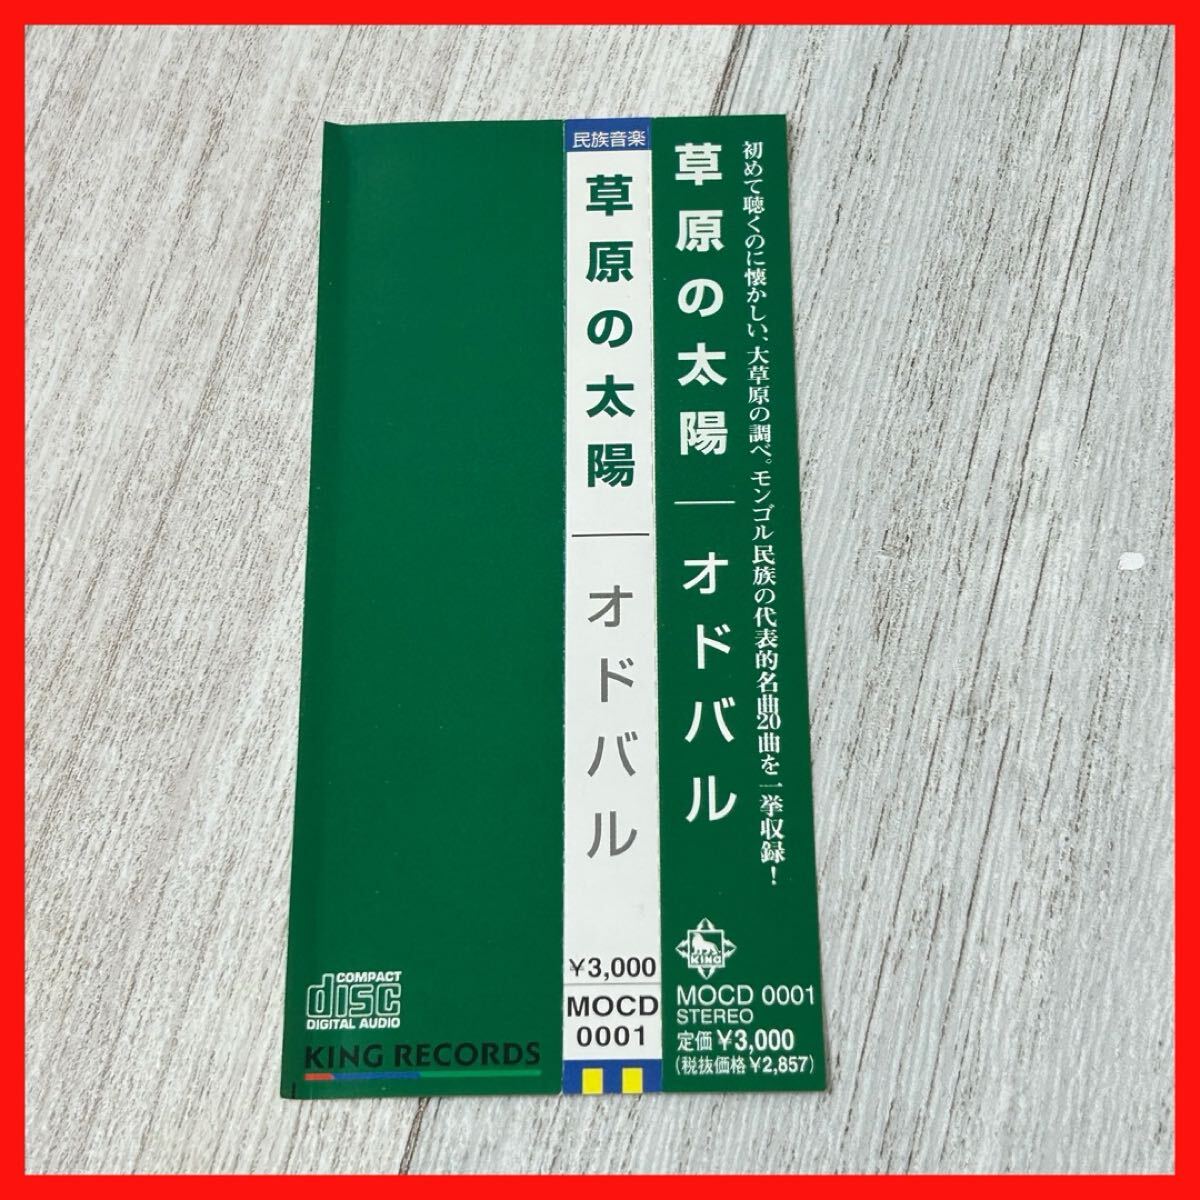 初めて聴くのに懐かしい、大草原の調べ。モンゴル民族の代表的名曲20曲を一挙収録!
草原の太陽｜オドバル
KING
MOCD 0001
STEREO
定価¥3,000
(税抜価格¥2,857)
民族音楽
草原の太陽｜オドバル
¥3,000
MOCD
0001
COMPACT
disc
DIGITAL AUDIO
KING RECORDS